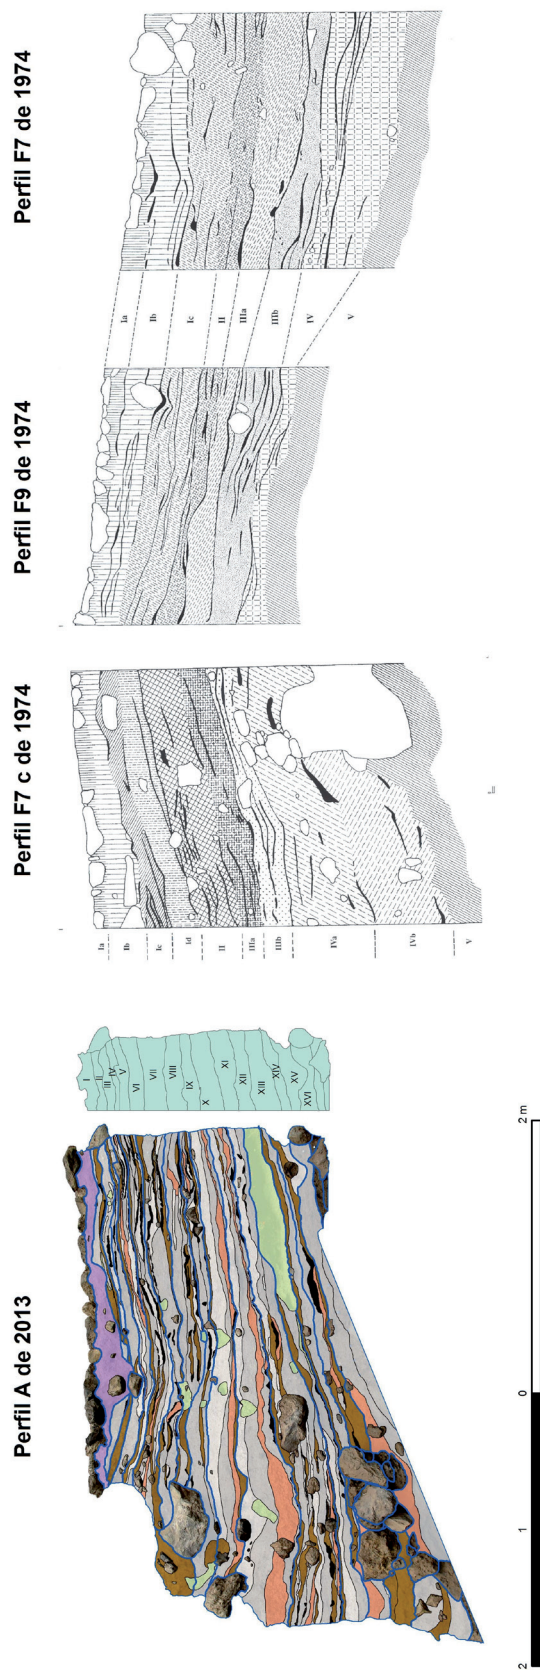 Perfil A de 2013
Perfil F7 c de 1974
Perfil F9 de 1974
Perfil F7 de 1974
I
II
III
IV
V
VI
VII
VIII
IX
X
XI
XII
XIII
XIV
XV
XVI
Ia
Ib
Ic
Id
II
IIIa
IIIb
IVa
IVb
V
Ia
Ib
Ic
II
IIIa
IIIb
IV
V
2 1 0 2 m